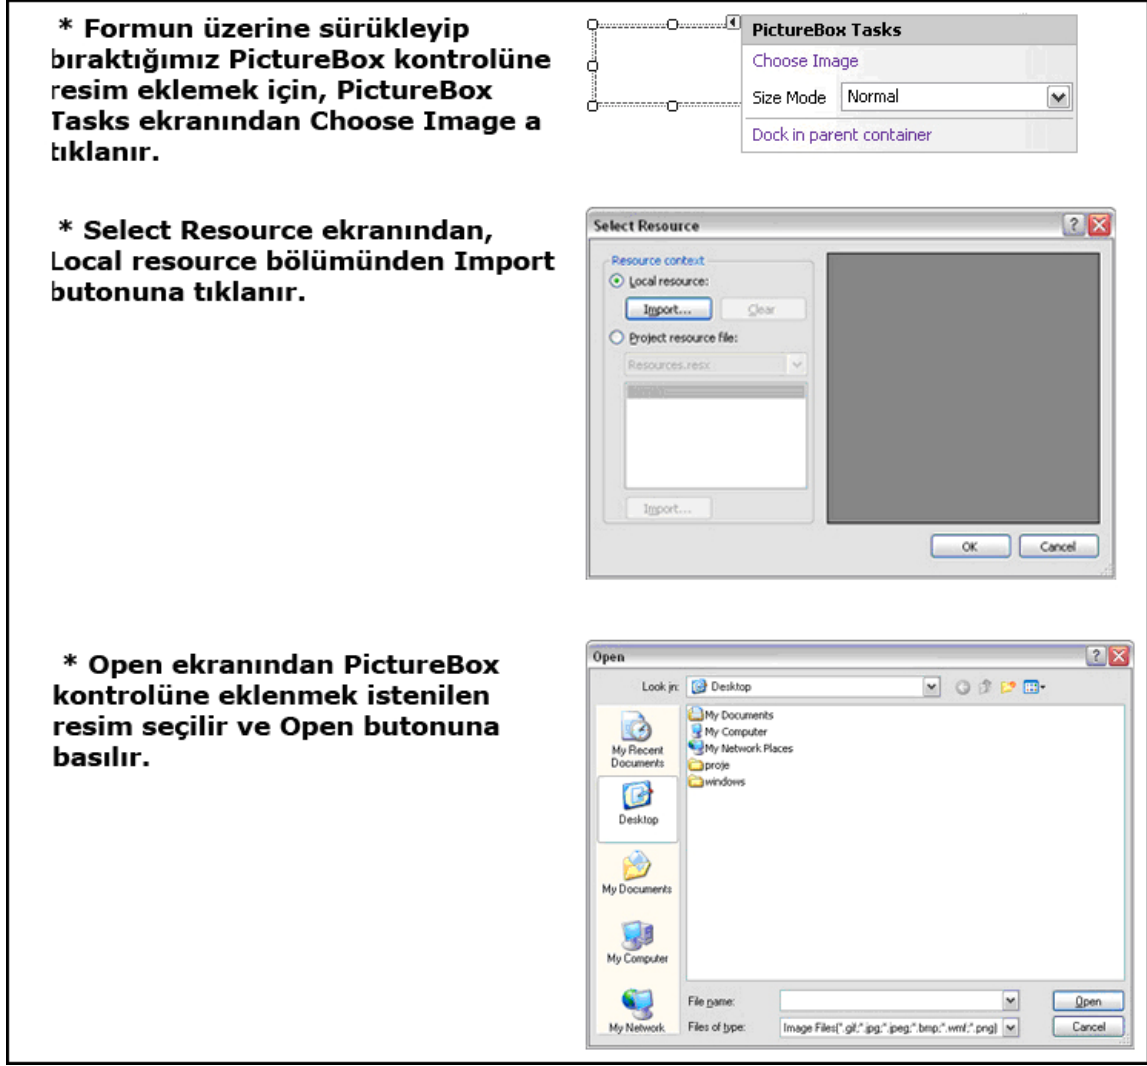 * Formun üzerine sürükleyip
bıraktığımız PictureBox kontrolüne
resim eklemek için, PictureBox
Tasks ekranından Choose Image a
tıklanır.
PictureBox Tasks
Choose Image
Size Mode Normal
Dock in parent container
* Select Resource ekranından,
Local resource bölümünden Import
butonuna tıklanır.
Select Resource
Resource context
Local resource:
Import... Clear
Project resource file:
Resources.resx
Import...
OK Cancel
* Open ekranından PictureBox
kontrolüne eklenmek istenilen
resim seçilir ve Open butonuna
basılır.
Open
Look in: Desktop
My Recent
Documents
Desktop
My Documents
My Computer
My Network
My Documents
My Computer
My Network Places
proje
windows
File name: Open
Files of type: Image Files(*.gif;*.jpg;*.jpeg;*.bmp;*.wmf;*.png) Cancel